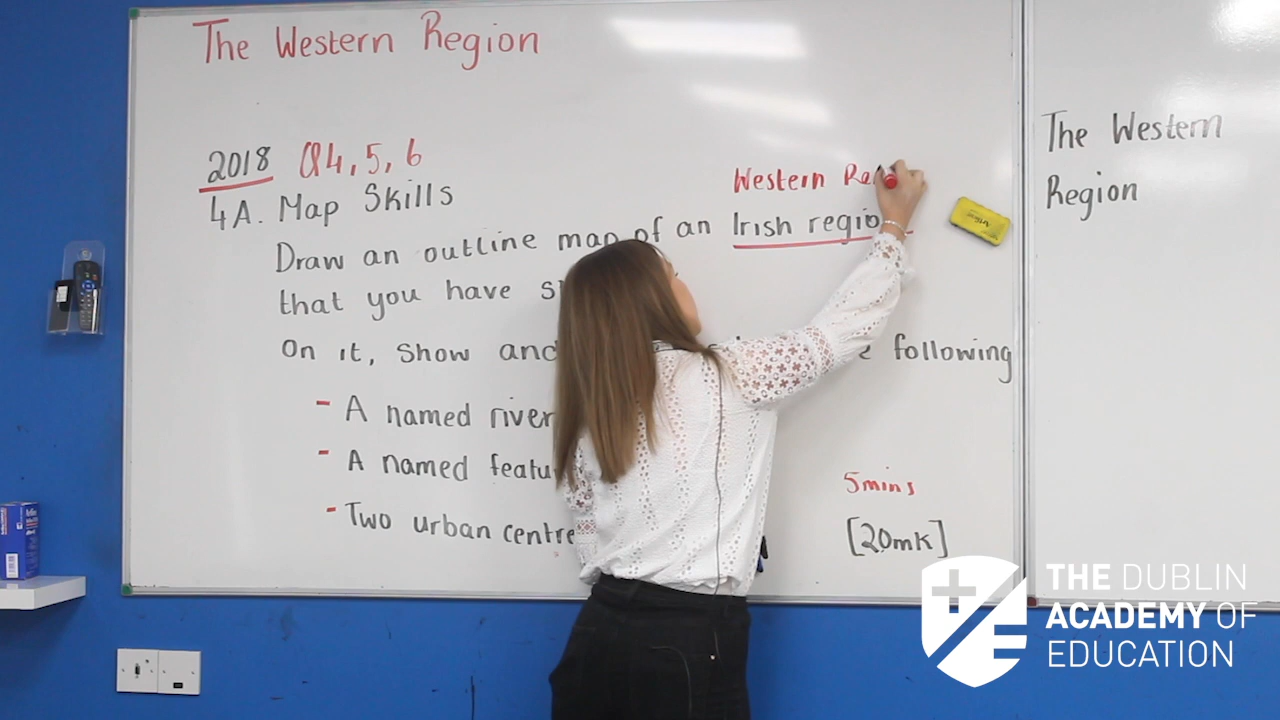 The Western Region
2018 Q4, 5, 6
4A. Map Skills
Western Re
Draw an outline map of an Irish regio
that you have s
On it, show and following
- A named river
- A named featu
- Two urban centre
5mins
[20mk]
The Western
Region
THE DUBLIN
ACADEMY OF
EDUCATION